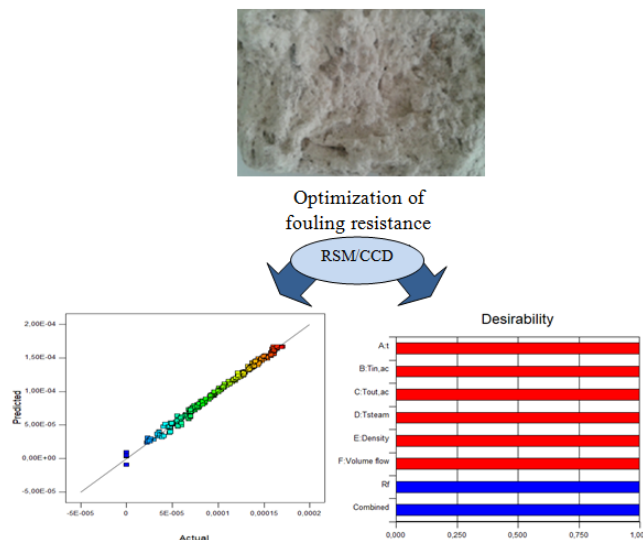 Optimization of
fouling resistance
RSM/CCD
2,00E-04
1,50E-04
1,00E-04
5,00E-05
0,00E+00
-5,00E-05
Predicted
-5E-005
0
5E-005
0,0001
0,00015
0,0002
Actual
Desirability
A:t
B:Tin,ac
C:Tout,ac
D:Tsteam
E:Density
F:Volume flow
Rf
Combined
0,000
0,250
0,500
0,750